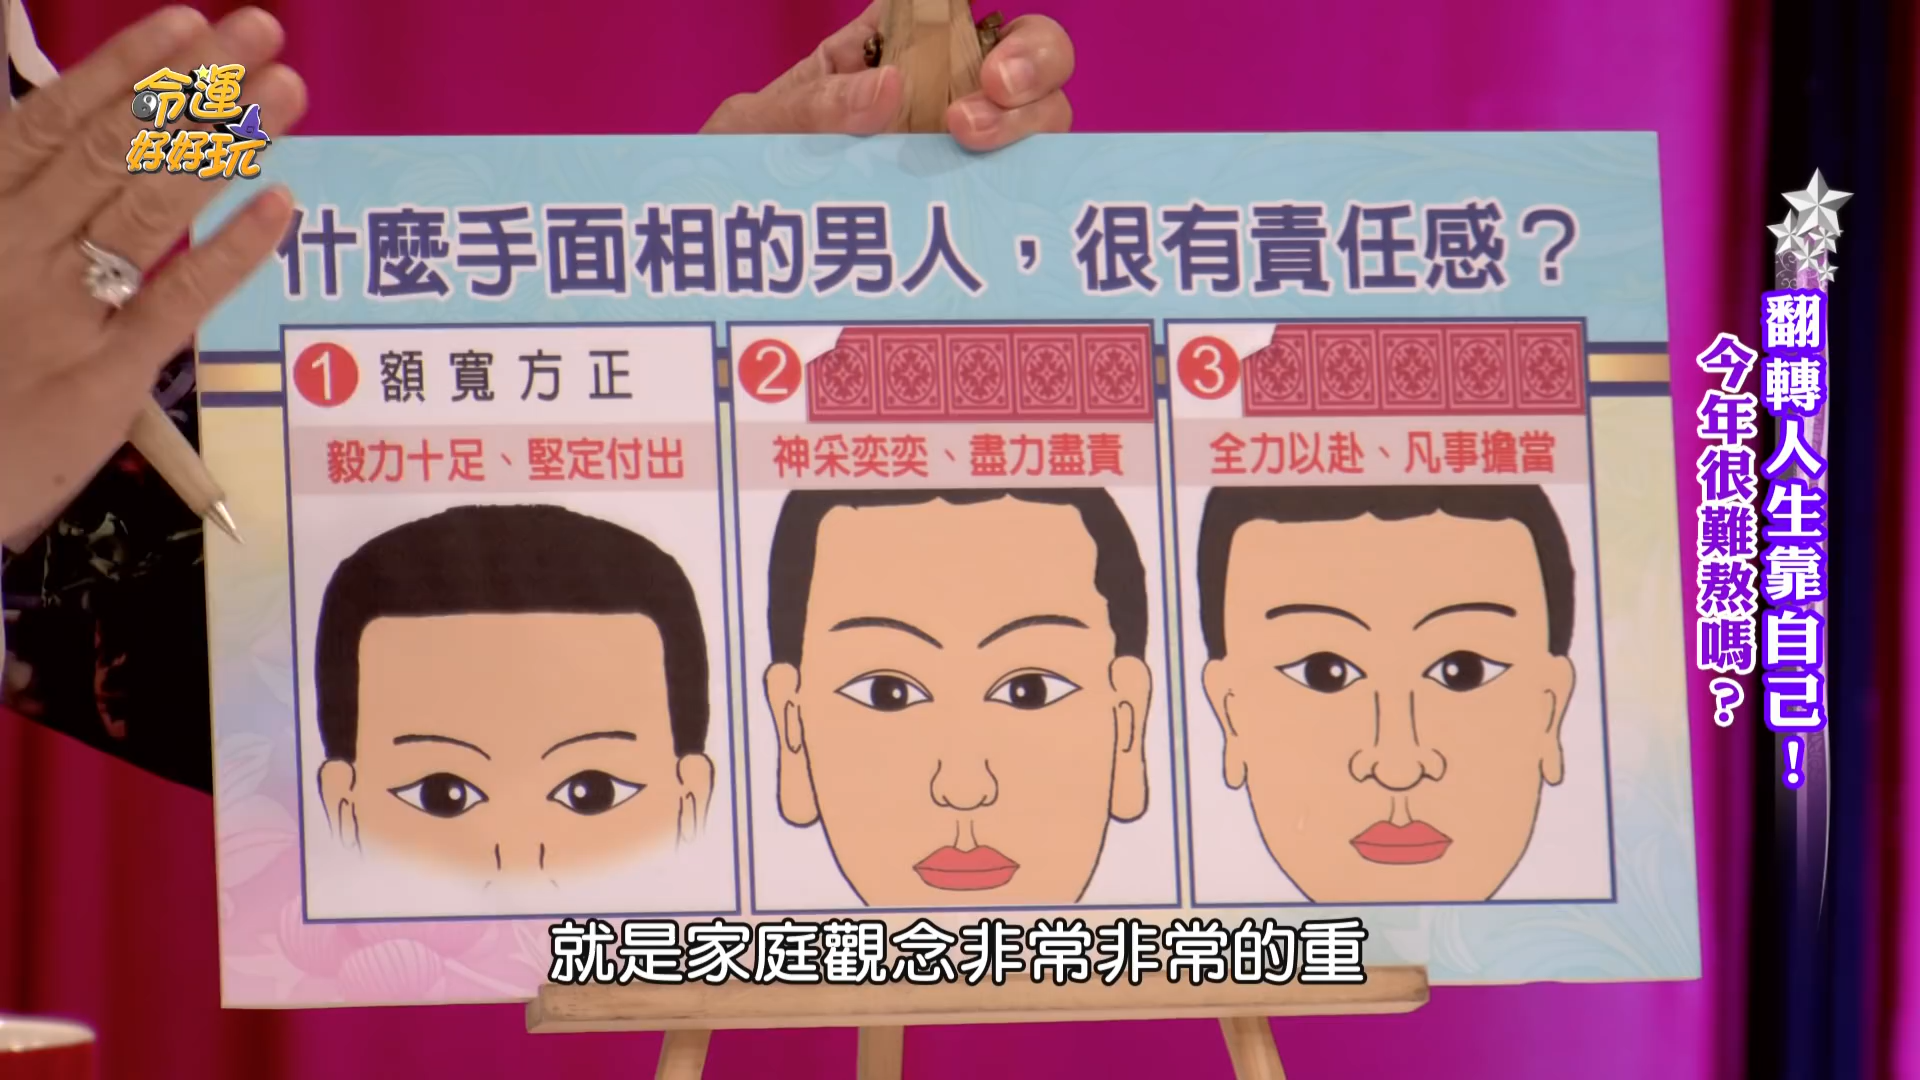 命運
好好玩
什麼手面相的男人，很有責任感？
1 額寬方正
毅力十足、堅定付出
2
神采奕奕、盡力盡責
3
全力以赴、凡事擔當
翻轉人生靠自己！
今年很難熬嗎？
就是家庭觀念非常非常的重